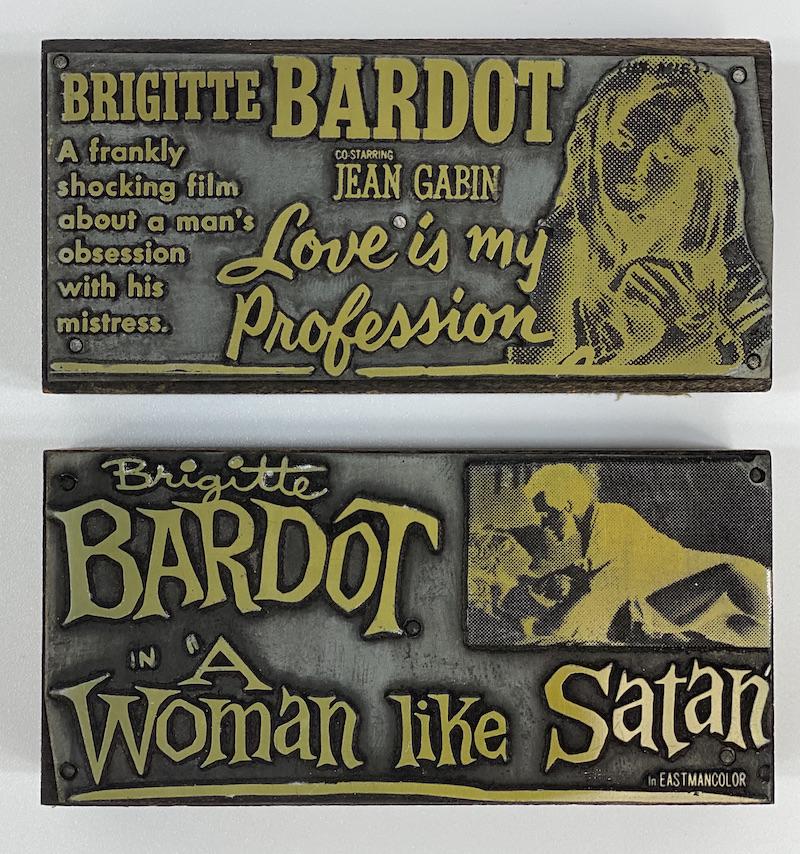 BRIGITTE BARDOT
A frankly
shocking film
about a man's
obsession
with his
mistress.
CO-STARRING
JEAN GABIN
Love is my
Profession
Brigitte
BARDOT
IN "A
Woman like Satan"
In EASTMANCOLOR